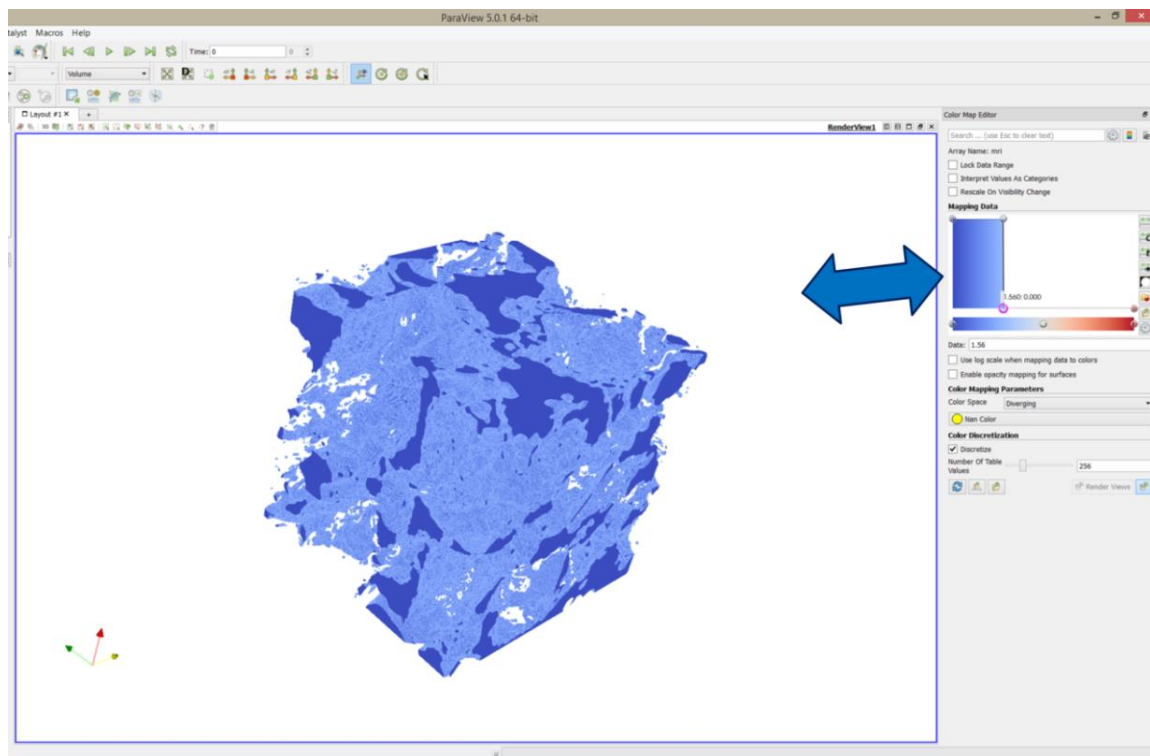 ParaView 5.0.1 64-bit
talyst Macros Help
Time: 0 0
Volume
Layout #1 × +
RenderView1
Color Map Editor
Search ... (use Esc to clear text)
Array Name: mri
Lock Data Range
Interpret Values As Categories
Rescale On Visibility Change
Mapping Data
1.560: 0.000
Data: 1.56
Use log scale when mapping data to colors
Enable opacity mapping for surfaces
Color Mapping Parameters
Color Space Diverging
Nan Color
Color Discretization
Discretize
Number Of Table
Values 256
Render Views